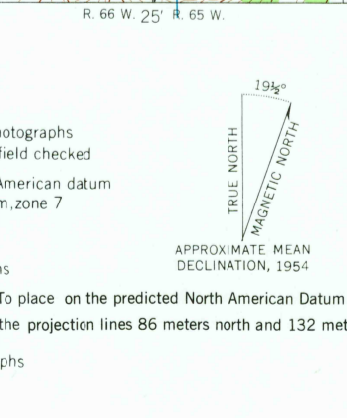 R. 66 W. 25' R. 65 W.
19½°
TRUE NORTH
MAGNETIC NORTH
APPROXIMATE MEAN
DECLINATION, 1954
otographs
field checked
American datum
m, zone 7
ns
To place on the predicted North American Datum
the projection lines 86 meters north and 132 met
phs